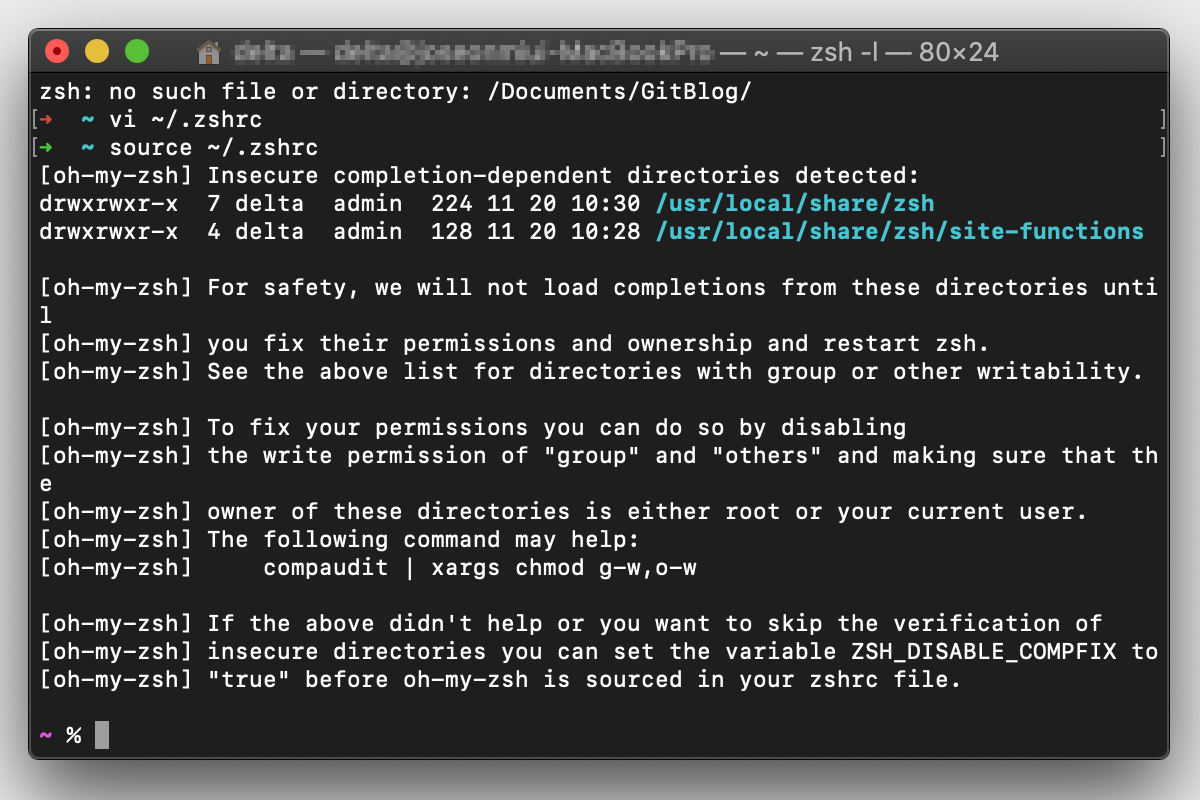 — ~ — zsh -l — 80×24
zsh: no such file or directory: /Documents/GitBlog/
[➜  ~ vi ~/.zshrc ]
[➜  ~ source ~/.zshrc ]
[oh-my-zsh] Insecure completion-dependent directories detected:
drwxrwxr-x  7 delta  admin  224 11 20 10:30 /usr/local/share/zsh
drwxrwxr-x  4 delta  admin  128 11 20 10:28 /usr/local/share/zsh/site-functions
[oh-my-zsh] For safety, we will not load completions from these directories unti
l
[oh-my-zsh] you fix their permissions and ownership and restart zsh.
[oh-my-zsh] See the above list for directories with group or other writability.
[oh-my-zsh] To fix your permissions you can do so by disabling
[oh-my-zsh] the write permission of "group" and "others" and making sure that th
e
[oh-my-zsh] owner of these directories is either root or your current user.
[oh-my-zsh] The following command may help:
[oh-my-zsh]     compaudit | xargs chmod g-w,o-w
[oh-my-zsh] If the above didn't help or you want to skip the verification of
[oh-my-zsh] insecure directories you can set the variable ZSH_DISABLE_COMPFIX to
[oh-my-zsh] "true" before oh-my-zsh is sourced in your zshrc file.
~ %